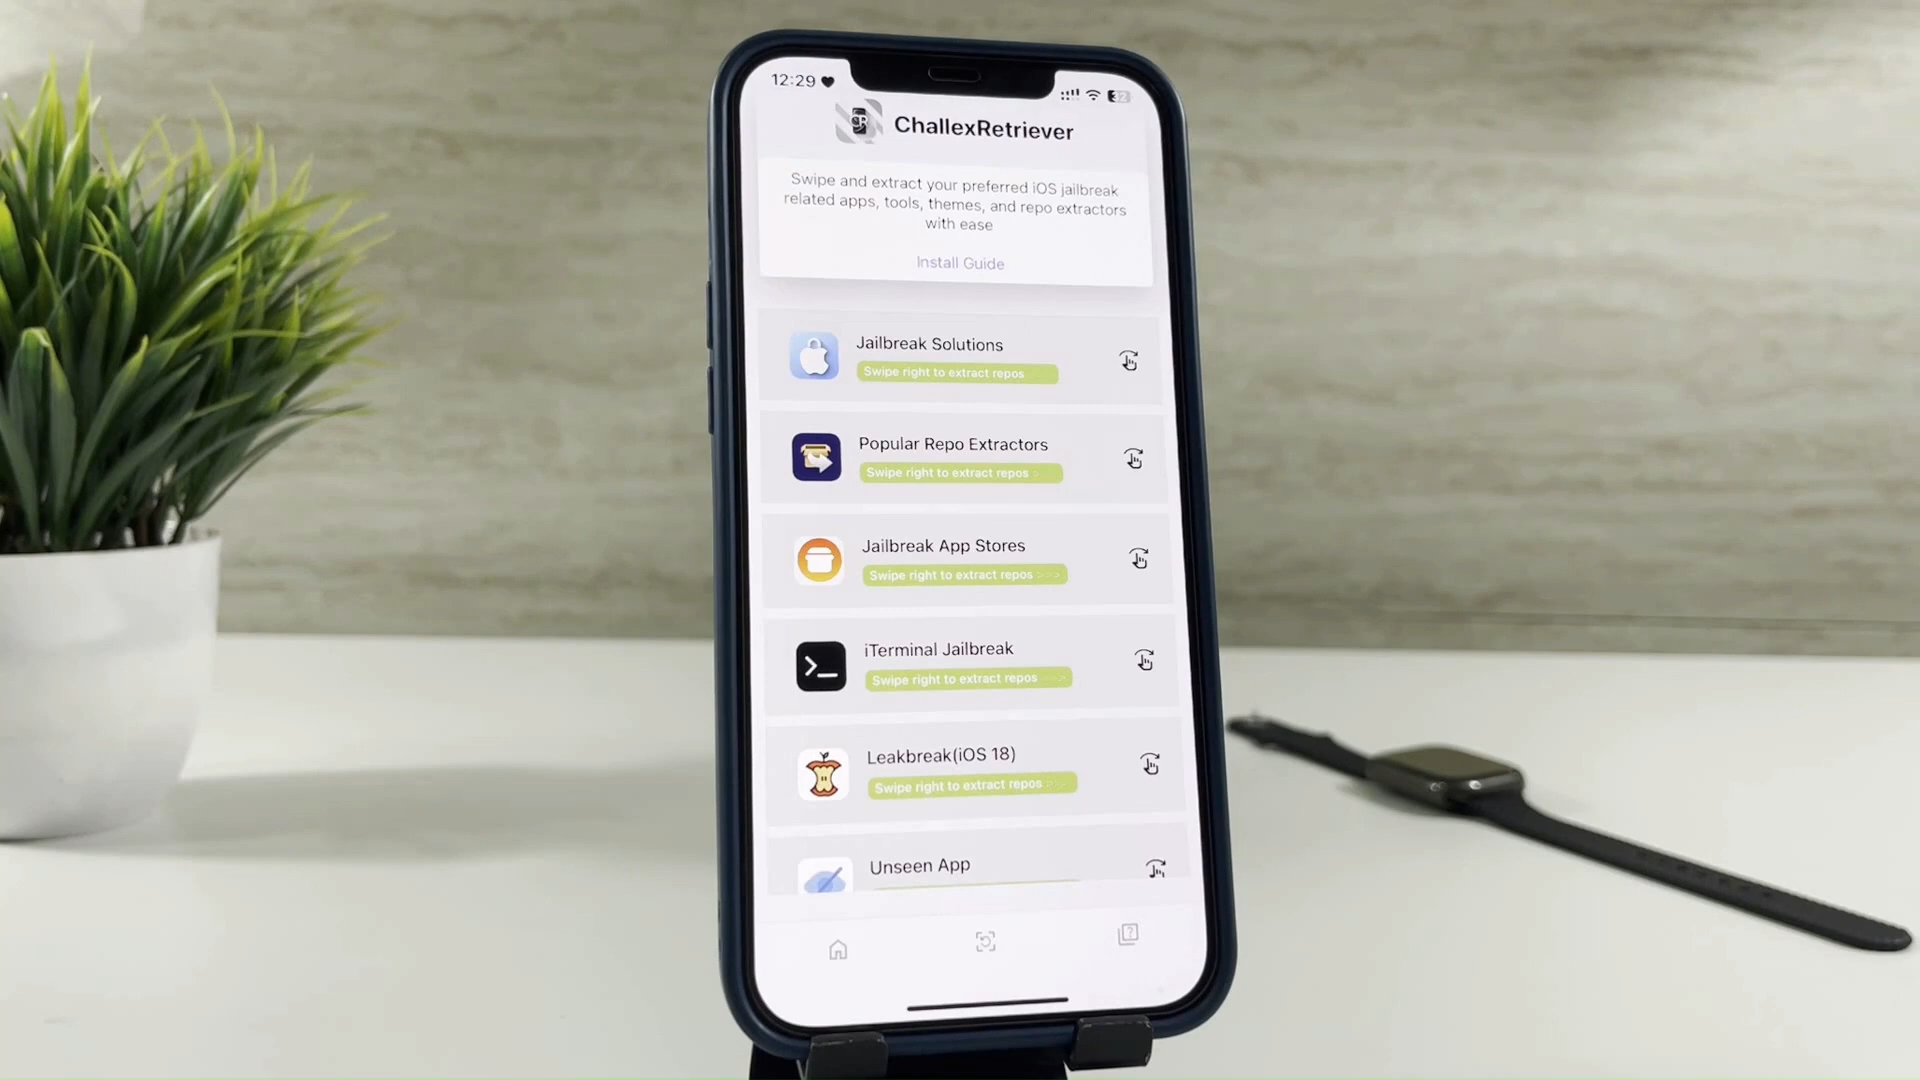 12:29
32
ChallexRetriever
Swipe and extract your preferred iOS jailbreak
related apps, tools, themes, and repo extractors
with ease
Install Guide
Jailbreak Solutions
Swipe right to extract repos
Popular Repo Extractors
Swipe right to extract repos >
Jailbreak App Stores
Swipe right to extract repos >>>
iTerminal Jailbreak
>_
Swipe right to extract repos >>
Leakbreak(iOS 18)
Swipe right to extract repos >>
Unseen App